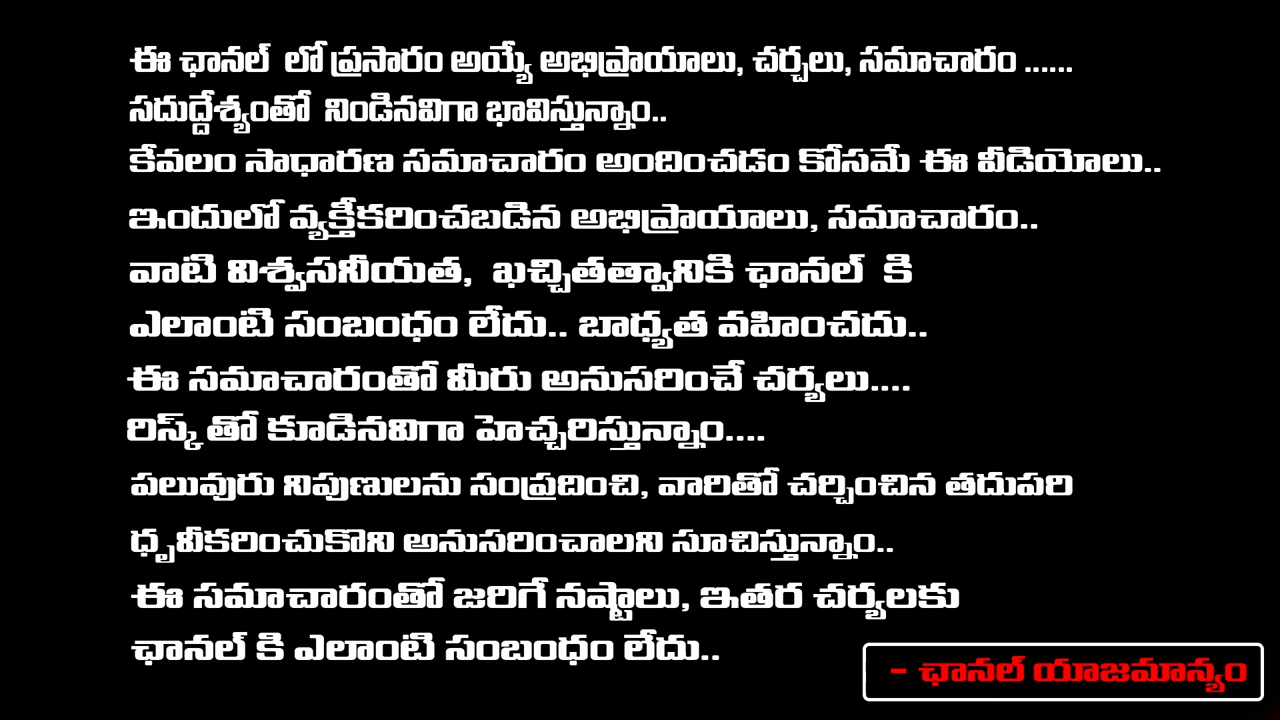 ఈ ఛానల్ లో ప్రసారం అయ్యే అభిప్రాయాలు, చర్చలు, సమాచారం ......
సదుద్దేశ్యంతో నిండినవిగా భావిస్తున్నాం..
కేవలం సాధారణ సమాచారం అందించడం కోసమే ఈ వీడియోలు..
ఇందులో వ్యక్తీకరించబడిన అభిప్రాయాలు, సమాచారం..
వాటి విశ్వసనీయత, ఖచ్చితత్వానికి ఛానల్ కి
ఎలాంటి సంబంధం లేదు.. బాధ్యత వహించదు..
ఈ సమాచారంతో మీరు అనుసరించే చర్యలు....
రిస్క్ తో కూడినవిగా హెచ్చరిస్తున్నాం....
పలువురు నిపుణులను సంప్రదించి, వారితో చర్చించిన తదుపరి
ధృవీకరించుకొని అనుసరించాలని సూచిస్తున్నాం..
ఈ సమాచారంతో జరిగే నష్టాలు, ఇతర చర్యలకు
ఛానల్ కి ఎలాంటి సంబంధం లేదు..
- ఛానల్ యాజమాన్యం